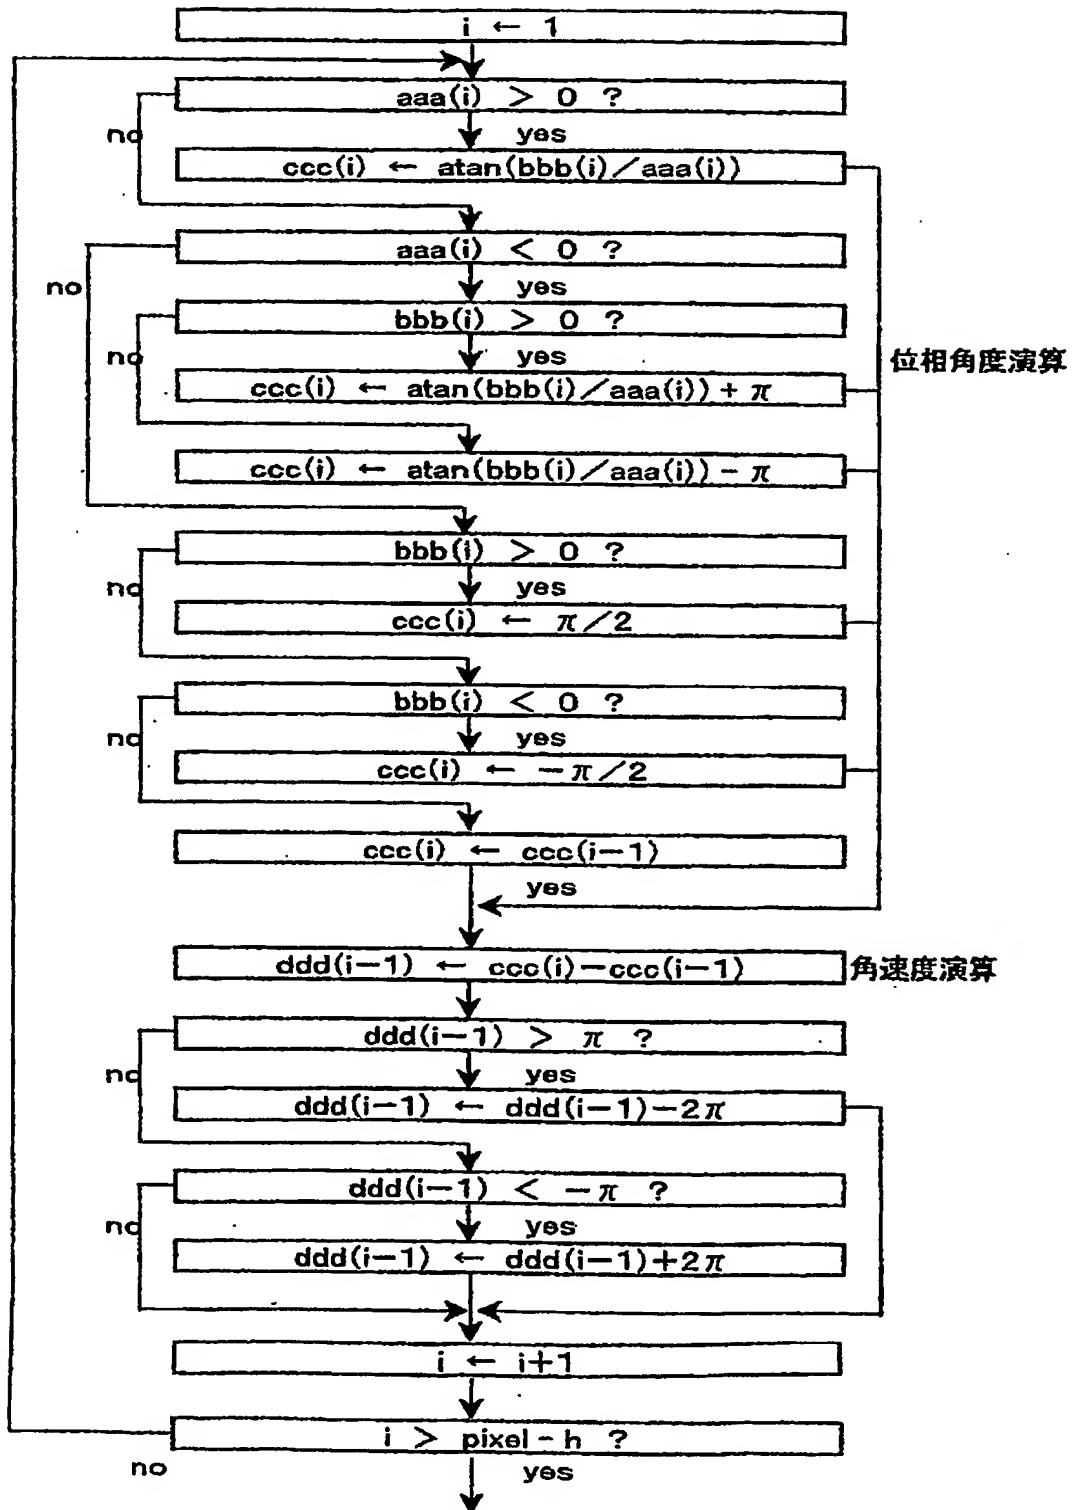 i ← 1
aaa(i) > 0 ?
no
yes
ccc(i) ← atan(bbb(i)/aaa(i))
aaa(i) < 0 ?
no
yes
bbb(i) > 0 ?
no
yes
位相角度演算
ccc(i) ← atan(bbb(i)/aaa(i))+π
ccc(i) ← atan(bbb(i)/aaa(i))-π
bbb(i) > 0 ?
no
yes
ccc(i) ← π/2
bbb(i) < 0 ?
no
yes
ccc(i) ← -π/2
ccc(i) ← ccc(i-1)
yes
ddd(i-1) ← ccc(i)-ccc(i-1)
角速度演算
ddd(i-1) > π ?
no
yes
ddd(i-1) ← ddd(i-1)-2π
ddd(i-1) < -π ?
no
yes
ddd(i-1) ← ddd(i-1)+2π
i ← i+1
i > pixel-h ?
no
yes